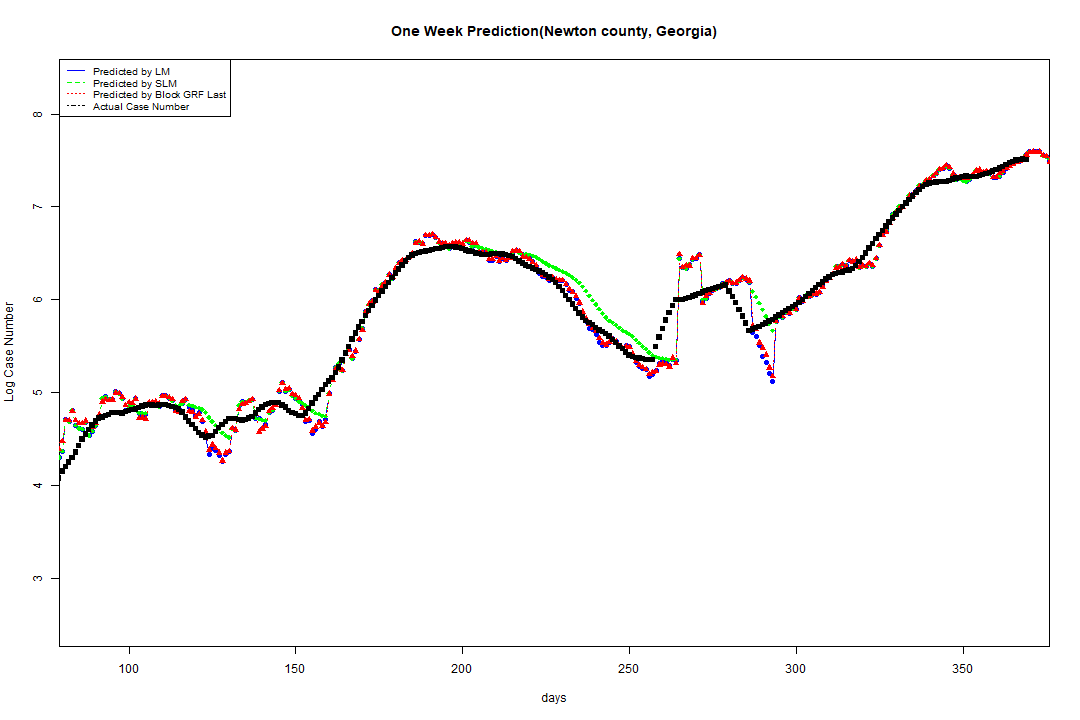 One Week Prediction(Newton county, Georgia)
Predicted by LM
Predicted by SLM
Predicted by Block GRF Last
Actual Case Number
Log Case Number
8
7
6
5
4
3
100 150 200 250 300 350
days